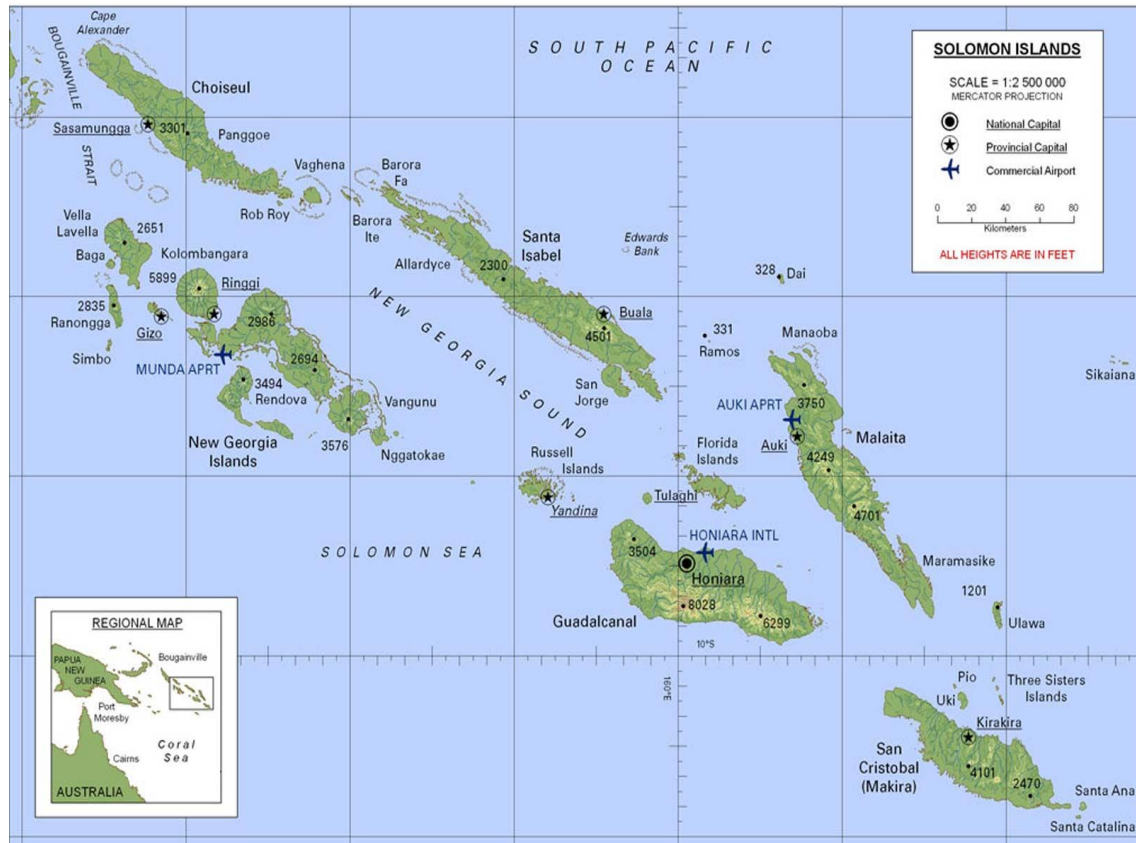 Cape
Alexander
BOUGAINVILLE
STRAIT
Choiseul
Sasamungga
3301
Panggoe
Vaghena
Rob Roy
SOUTH PACIFIC
OCEAN
SOLOMON ISLANDS
SCALE = 1:2 500 000
MERCATOR PROJECTION
National Capital
Provincial Capital
Commercial Airport
0 20 40 60 80
Kilometers
ALL HEIGHTS ARE IN FEET
Barora
Fa
Barora
Ite
Allardyce
Santa
Isabel
2300
Edwards
Bank
328
Dai
Vella
Lavella
2651
Baga
Kolombangara
5899
Ringgi
2835
Ranongga
Gizo
Simbo
2986
MUNDA APRT
2694
3494
Rendova
Vangunu
New Georgia
Islands
3576
Nggatokae
NEW GEORGIA SOUND
Buala
4501
San
Jorge
331
Ramos
Manaoba
Sikaiana
3750
AUKI APRT
Auki
Malaita
4249
4701
Florida
Islands
Russell
Islands
Yandina
Tulaghi
SOLOMON SEA
HONIARA INTL
3504
Honiara
8028
Guadalcanal
6299
10°S
160°E
Maramasike
1201
Ulawa
Pio
Uki
Three Sisters
Islands
Kirakira
San
Cristobal
(Makira)
4101
2470
Santa Ana
Santa Catalina
REGIONAL MAP
Bougainville
PAPUA
NEW
GUINEA
Port
Moresby
Coral
Sea
Cairns
AUSTRALIA